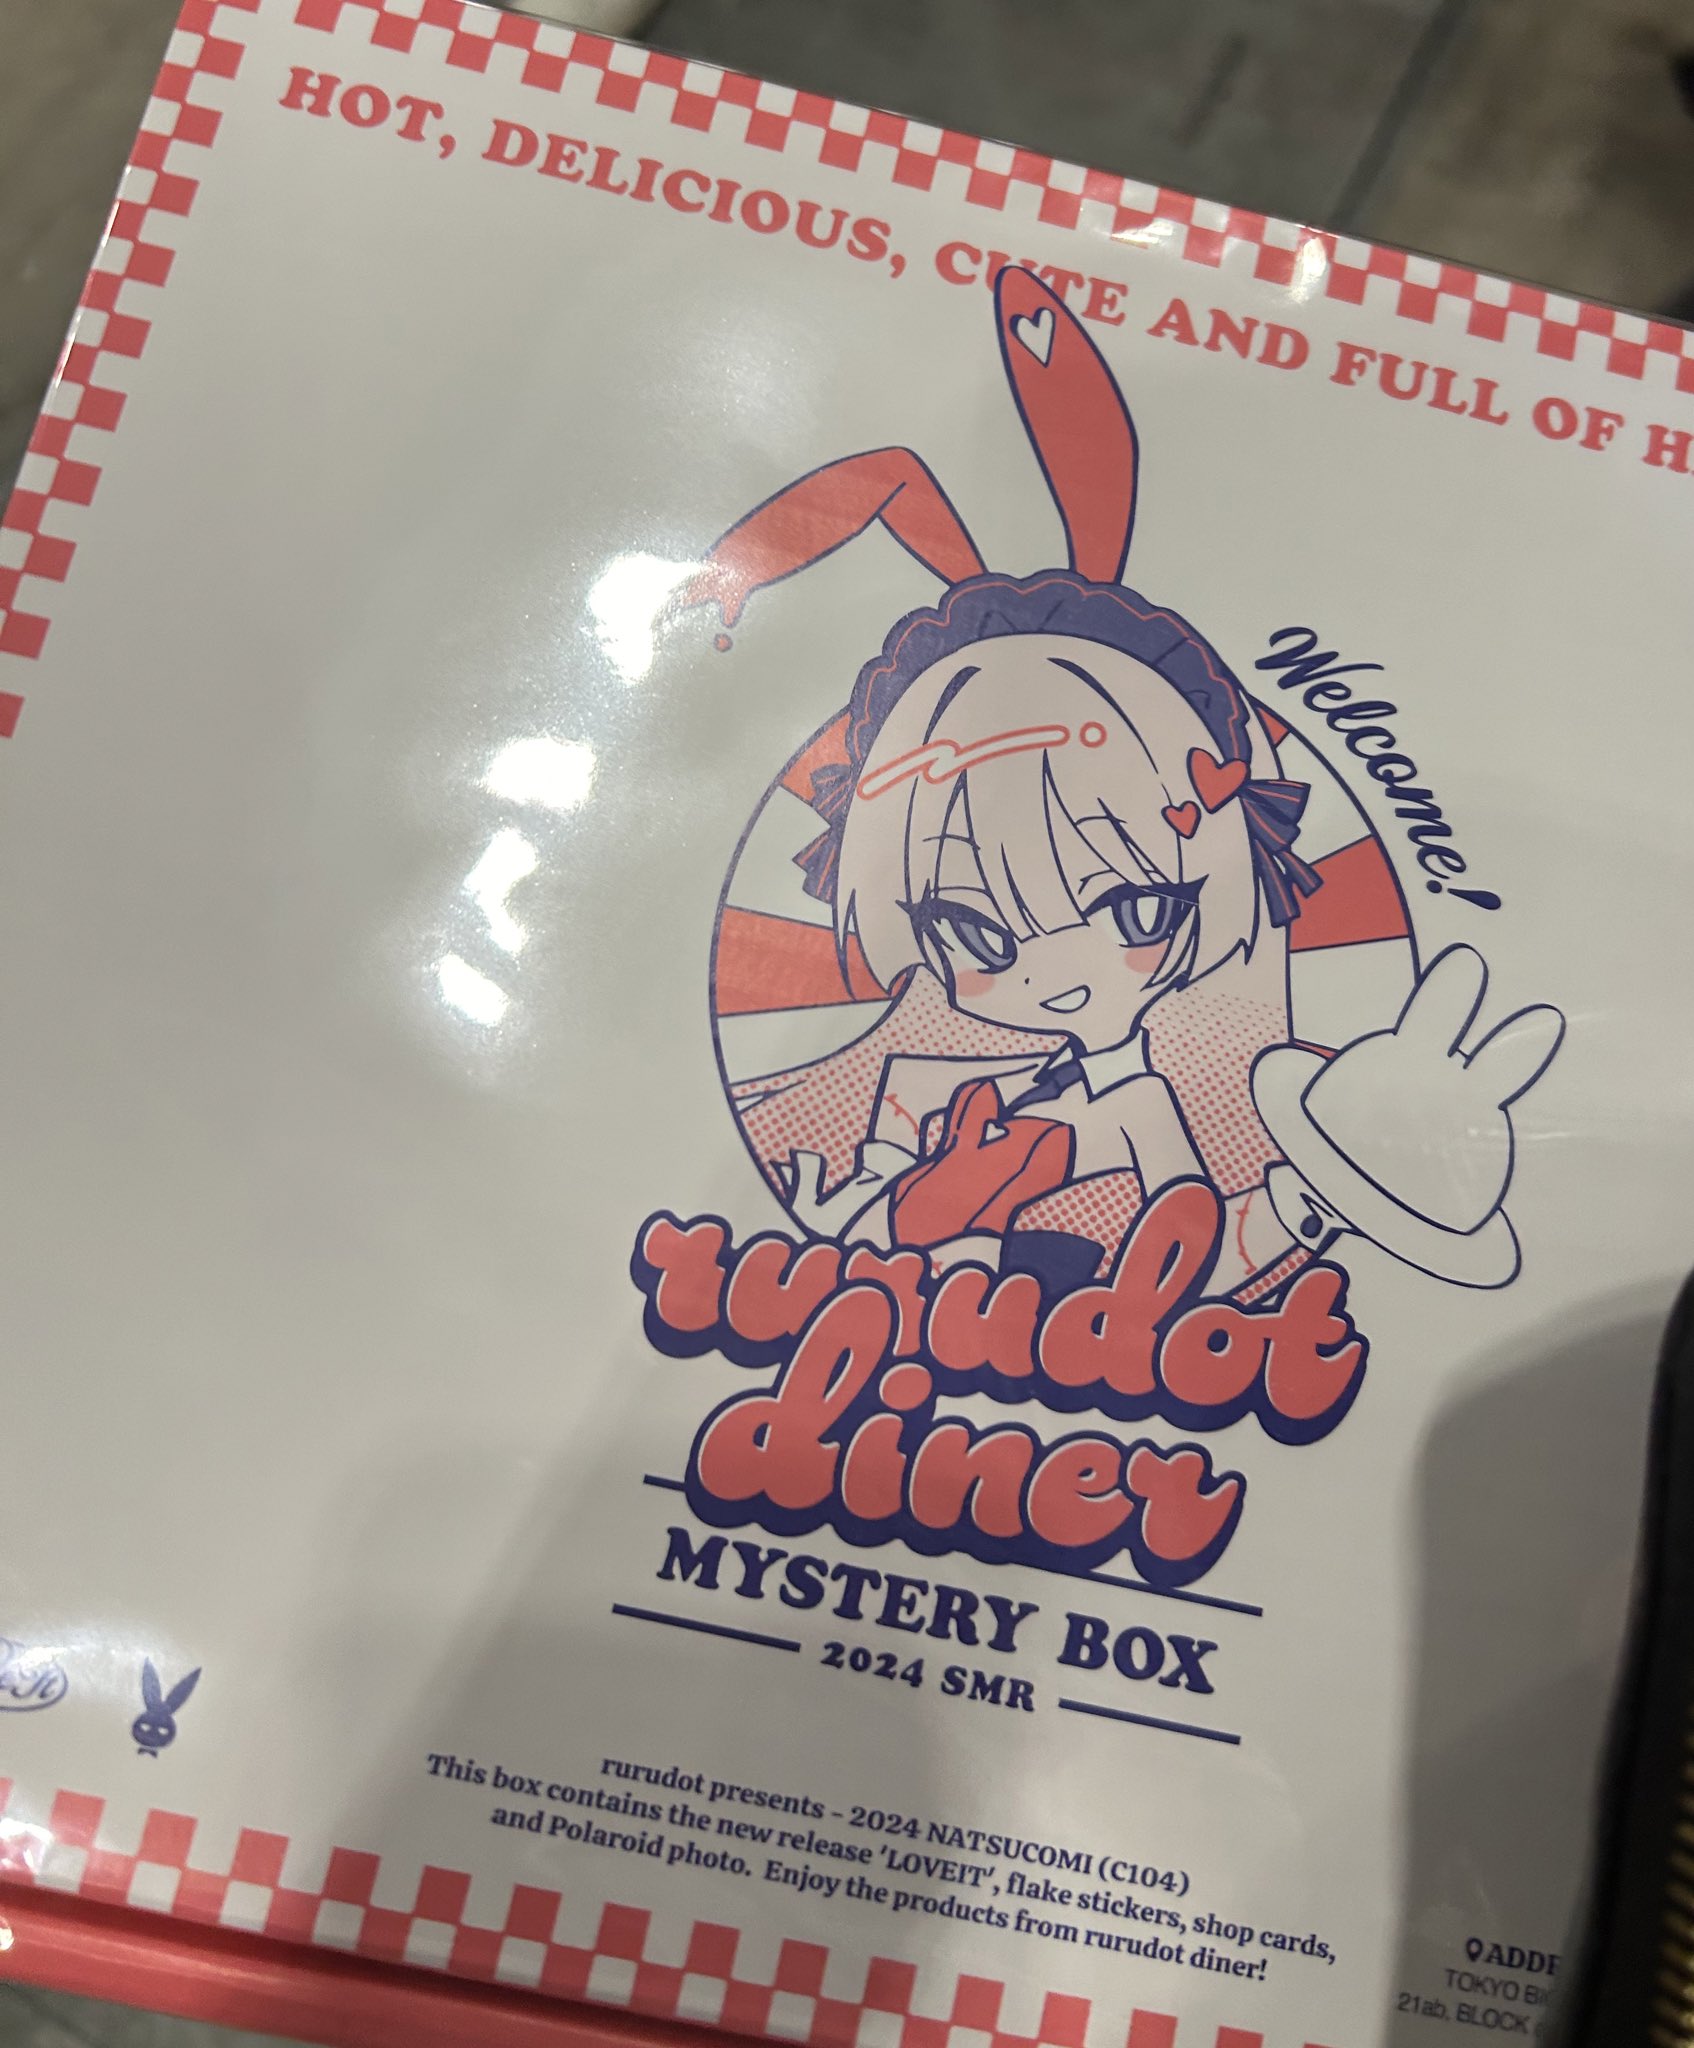 HOT, DELICIOUS, CUTE AND FULL OF
Welcome!
rurudot
diner
MYSTERY BOX
2024 SMR
rurudot presents - 2024 NATSUCOMI (C104)
This box contains the new release 'LOVEIT', flake stickers, shop cards,
and Polaroid photo. Enjoy the products from rurudot diner!
TOKYO
21ab, BLOCK